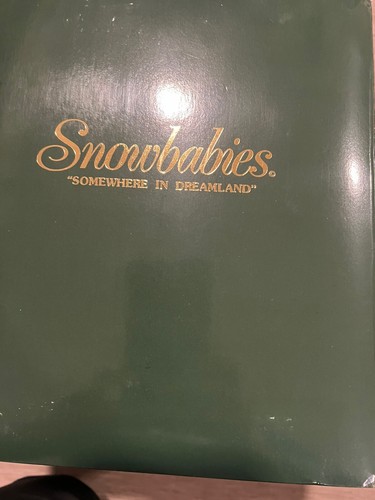 Snowbabies®
"SOMEWHERE IN DREAMLAND"